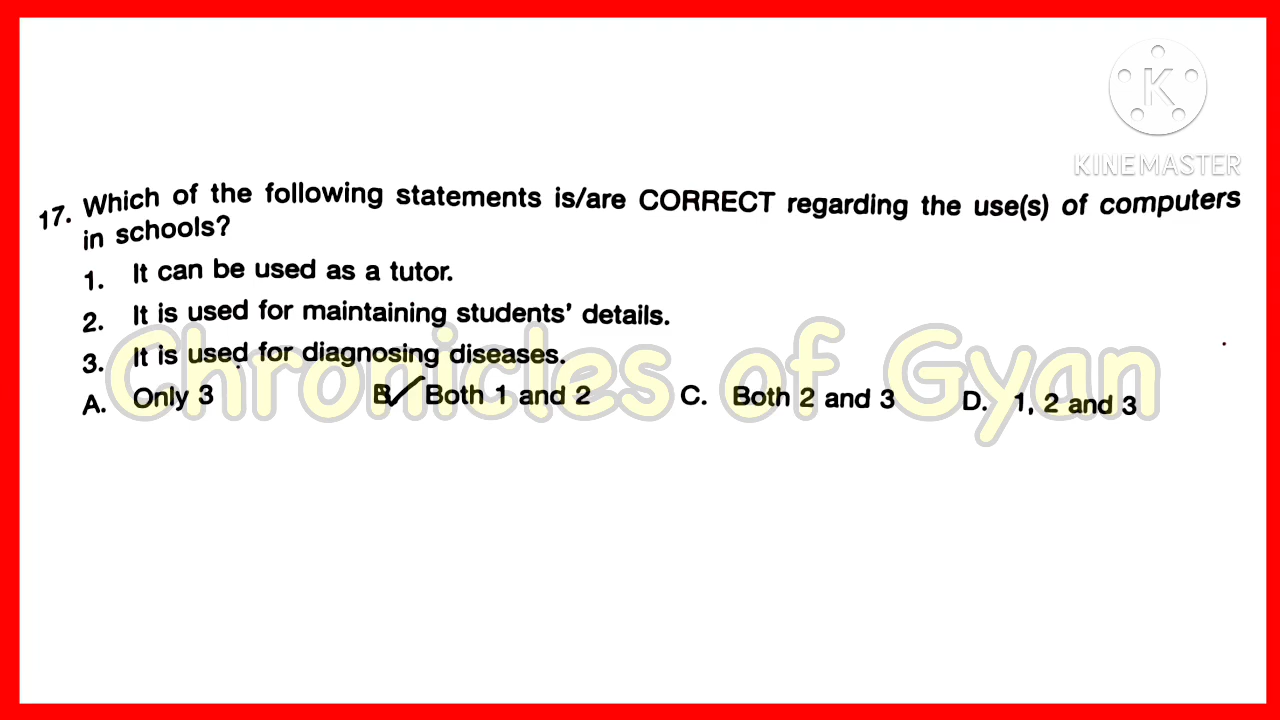 K
KINEMASTER
17. Which of the following statements is/are CORRECT regarding the use(s) of computers
in schools?
1. It can be used as a tutor.
2. It is used for maintaining students' details.
3. It is used for diagnosing diseases.
A. Only 3 B. Both 1 and 2 C. Both 2 and 3 D. 1, 2 and 3
Chronicles of Gyan